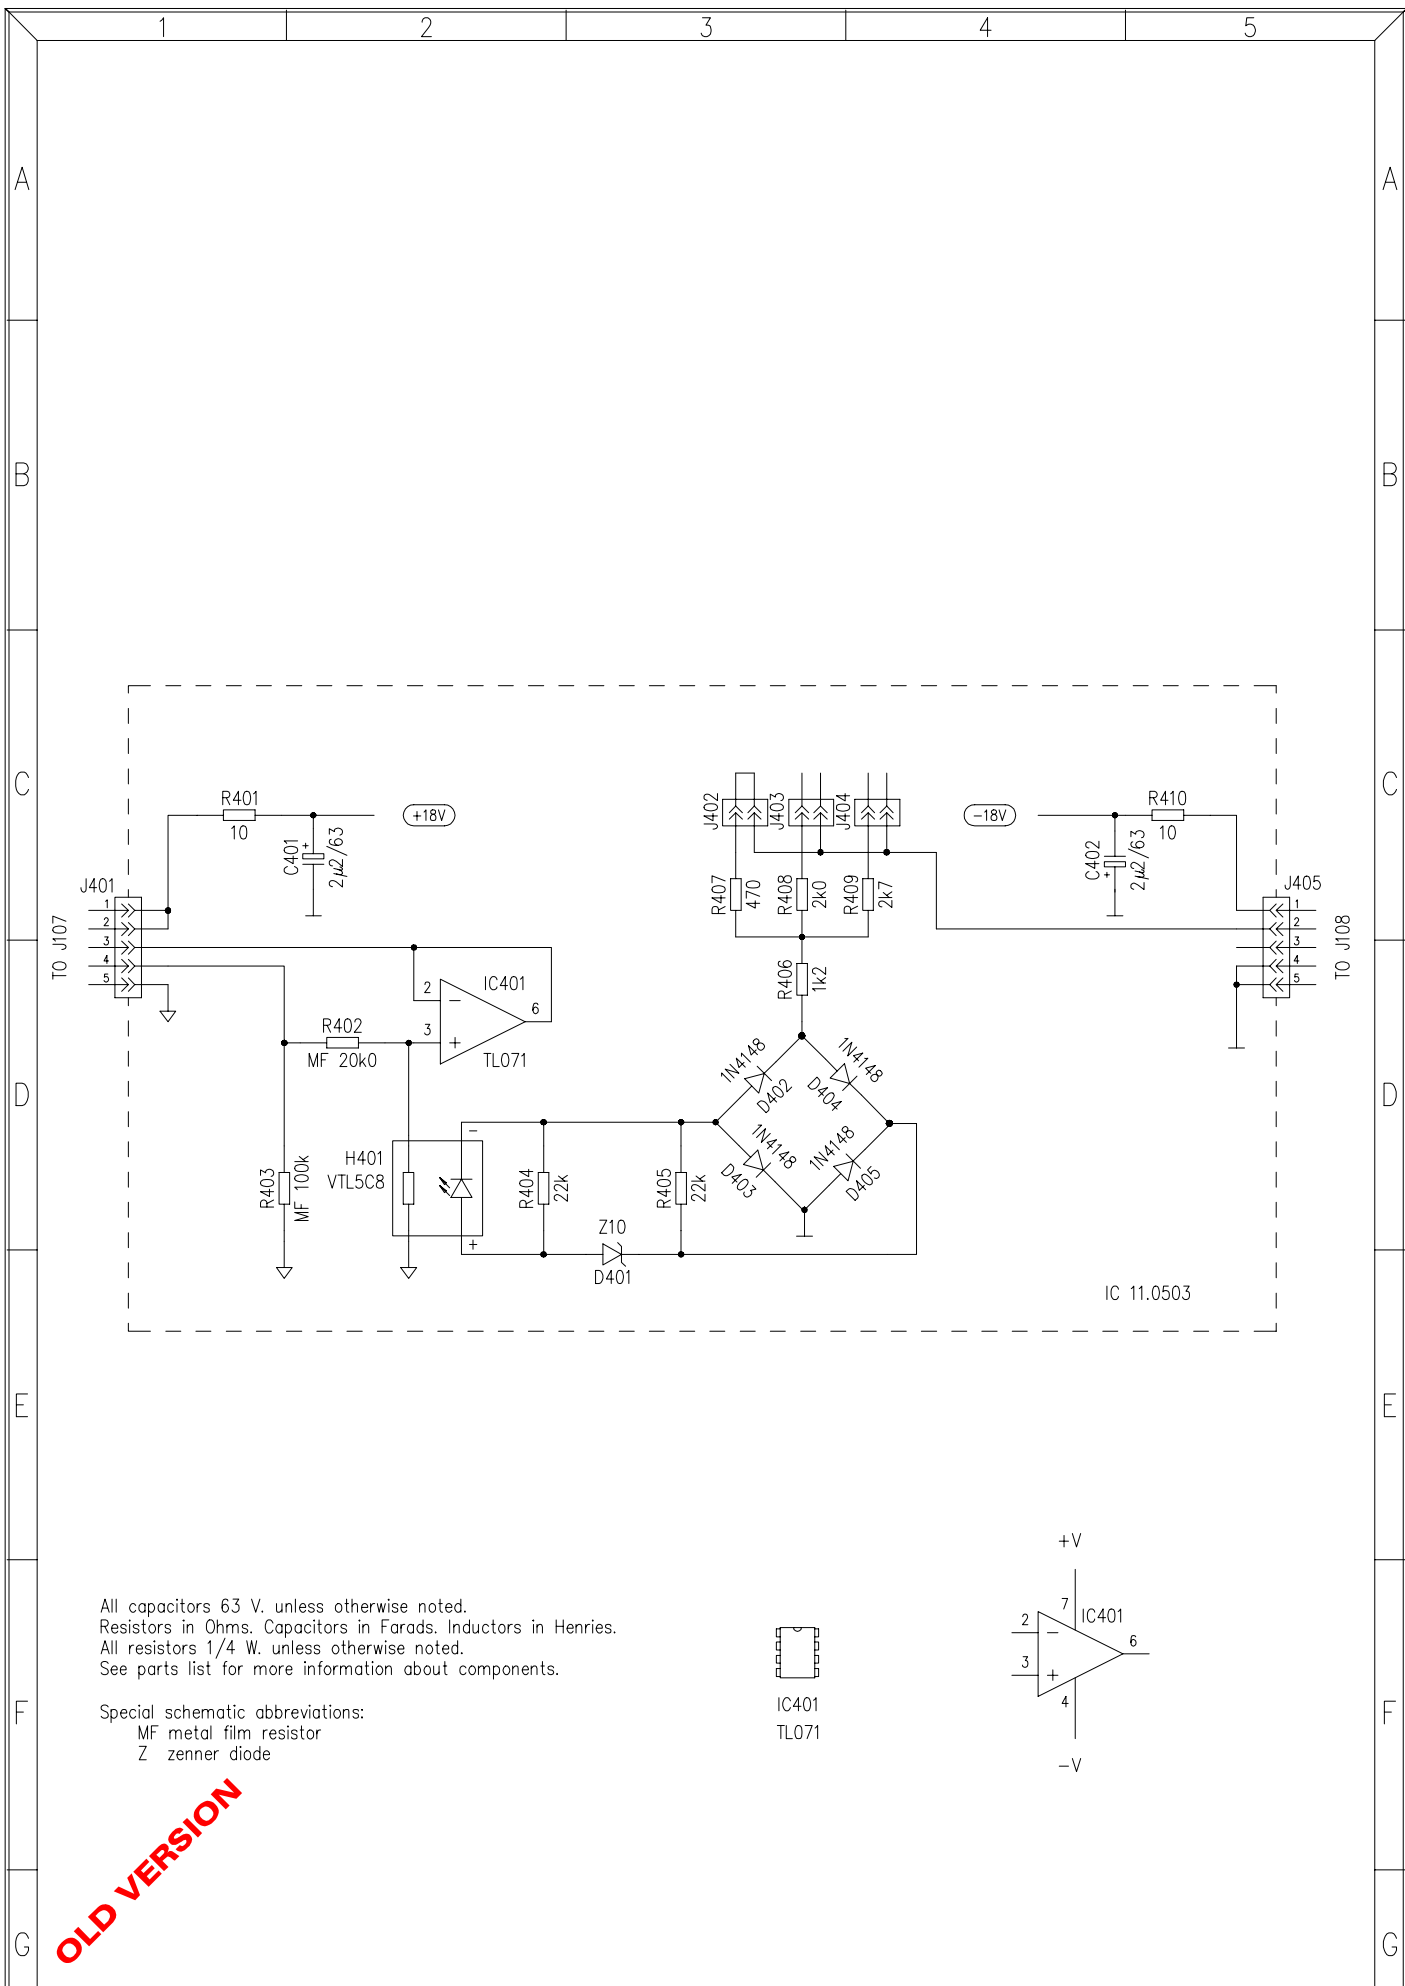 1 2 3 4 5
A A
B B
C C
D D
E E
F F
G G
R401
10
+18V
C401
+
2µ2/63
J401
1
2
3
4
5
TO J107
J402
J403
J404
R407
470
R408
2k0
R409
2k7
R406
1k2
-18V
R410
10
C402
+
2µ2/63
J405
1
2
3
4
5
TO J108
IC401
2
-
3
+
6
TL071
R402
MF 20k0
R403
MF 100k
H401
VTL5C8
-
+
R404
22k
R405
22k
Z10
D401
1N4148
D402
1N4148
D404
1N4148
D403
1N4148
D405
IC 11.0503
All capacitors 63 V. unless otherwise noted.
Resistors in Ohms. Capacitors in Farads. Inductors in Henries.
All resistors 1/4 W. unless otherwise noted.
See parts list for more information about components.
Special schematic abbreviations:
MF metal film resistor
Z zenner diode
IC401
TL071
+V
7
IC401
2
-
3
+
6
4
-V
OLD VERSION